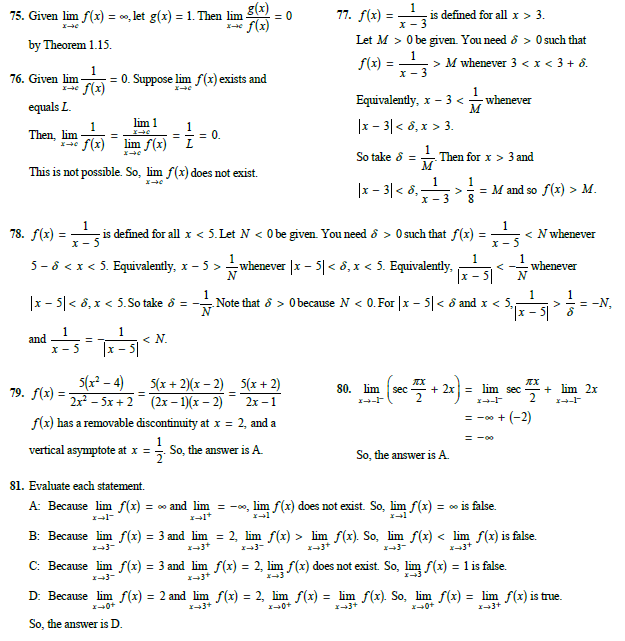 75. Given lim_{x→c} f(x) = ∞, let g(x) = 1. Then lim_{x→c} g(x)/f(x) = 0
by Theorem 1.15.
76. Given lim_{x→c} 1/f(x) = 0. Suppose lim_{x→c} f(x) exists and
equals L.
Then, lim_{x→c} 1/f(x) = lim_{x→c} 1 / lim_{x→c} f(x) = 1/L = 0.
This is not possible. So, lim_{x→c} f(x) does not exist.
77. f(x) = 1/(x − 3) is defined for all x > 3.
Let M > 0 be given. You need δ > 0 such that
f(x) = 1/(x − 3) > M whenever 3 < x < 3 + δ.
Equivalently, x − 3 < 1/M whenever
|x − 3| < δ, x > 3.
So take δ = 1/M. Then for x > 3 and
|x − 3| < δ, 1/(x − 3) > 1/8 = M and so f(x) > M.
78. f(x) = 1/(x − 5) is defined for all x < 5. Let N < 0 be given. You need δ > 0 such that f(x) = 1/(x − 5) < N whenever
5 − δ < x < 5. Equivalently, x − 5 > 1/N whenever |x − 5| < δ, x < 5. Equivalently, 1/|x − 5| < −1/N whenever
|x − 5| < δ, x < 5. So take δ = −1/N. Note that δ > 0 because N < 0. For |x − 5| < δ and x < 5, 1/|x − 5| > 1/δ = −N,
and 1/(x − 5) = −1/|x − 5| < N.
79. f(x) = 5(x² − 4)/(2x² − 5x + 2) = 5(x + 2)(x − 2)/((2x − 1)(x − 2)) = 5(x + 2)/(2x − 1)
f(x) has a removable discontinuity at x = 2, and a
vertical asymptote at x = 1/2. So, the answer is A.
80. lim_{x→−1⁻} (sec πx/2 + 2x) = lim_{x→−1⁻} sec πx/2 + lim_{x→−1⁻} 2x
= −∞ + (−2)
= −∞
So, the answer is A.
81. Evaluate each statement.
A: Because lim_{x→1⁻} f(x) = ∞ and lim_{x→1⁺} = −∞, lim_{x→1} f(x) does not exist. So, lim_{x→1} f(x) = ∞ is false.
B: Because lim_{x→3⁻} f(x) = 3 and lim_{x→3⁺} = 2, lim_{x→3⁻} f(x) > lim_{x→3⁺} f(x). So, lim_{x→3⁻} f(x) < lim_{x→3⁺} f(x) is false.
C: Because lim_{x→3⁻} f(x) = 3 and lim_{x→3⁺} f(x) = 2, lim_{x→3} f(x) does not exist. So, lim_{x→3} f(x) = 1 is false.
D: Because lim_{x→0⁺} f(x) = 2 and lim_{x→3⁺} f(x) = 2, lim_{x→0⁺} f(x) = lim_{x→3⁺} f(x). So, lim_{x→0⁺} f(x) = lim_{x→3⁺} f(x) is true.
So, the answer is D.